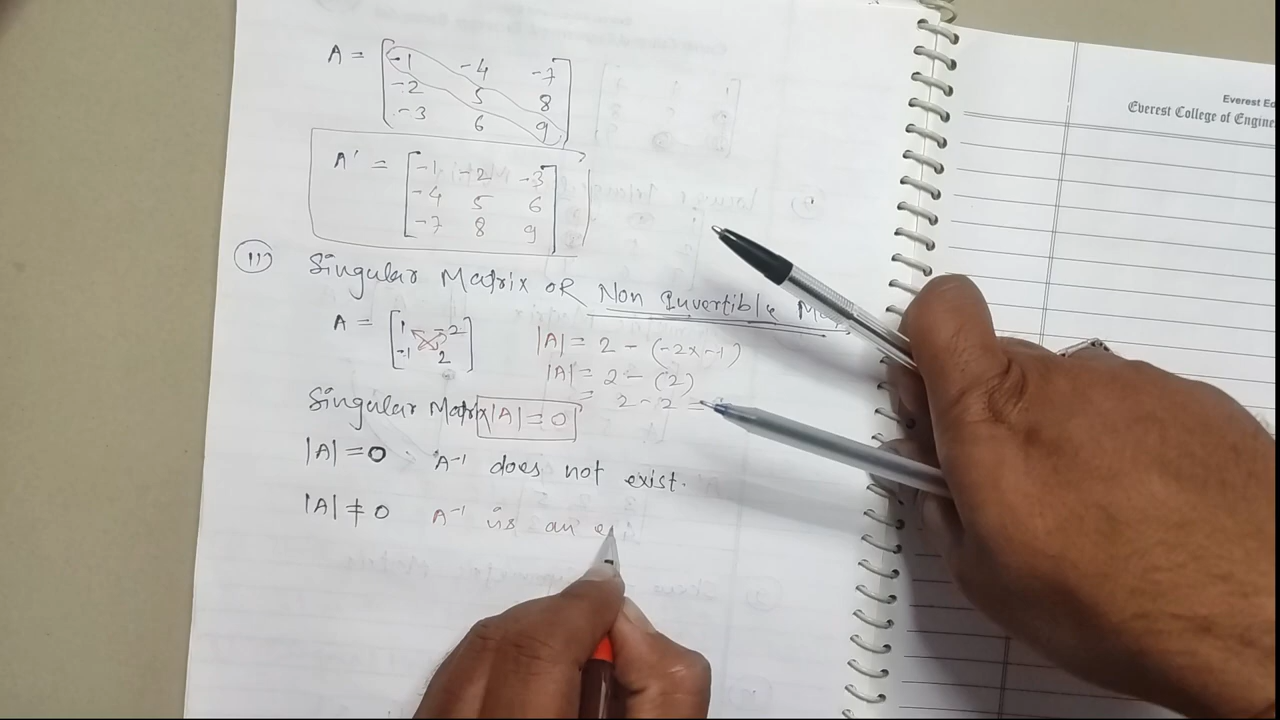 A = [ -1 -4 -7
-2 5 8
-3 6 9 ]
A' = [ -1 -2 -3
-4 5 6
-7 8 9 ]
III) Singular Matrix OR Non Invertible
A = [ 1 -2
-1 2 ]
|A| = 2 - (-2x-1)
|A| = 2 - (2)
= 2 - 2 =
Singular Matrix |A| = 0
|A| = 0 . A⁻¹ does not exist.
|A| ≠ 0 A⁻¹ is an
Everest
Everest College of